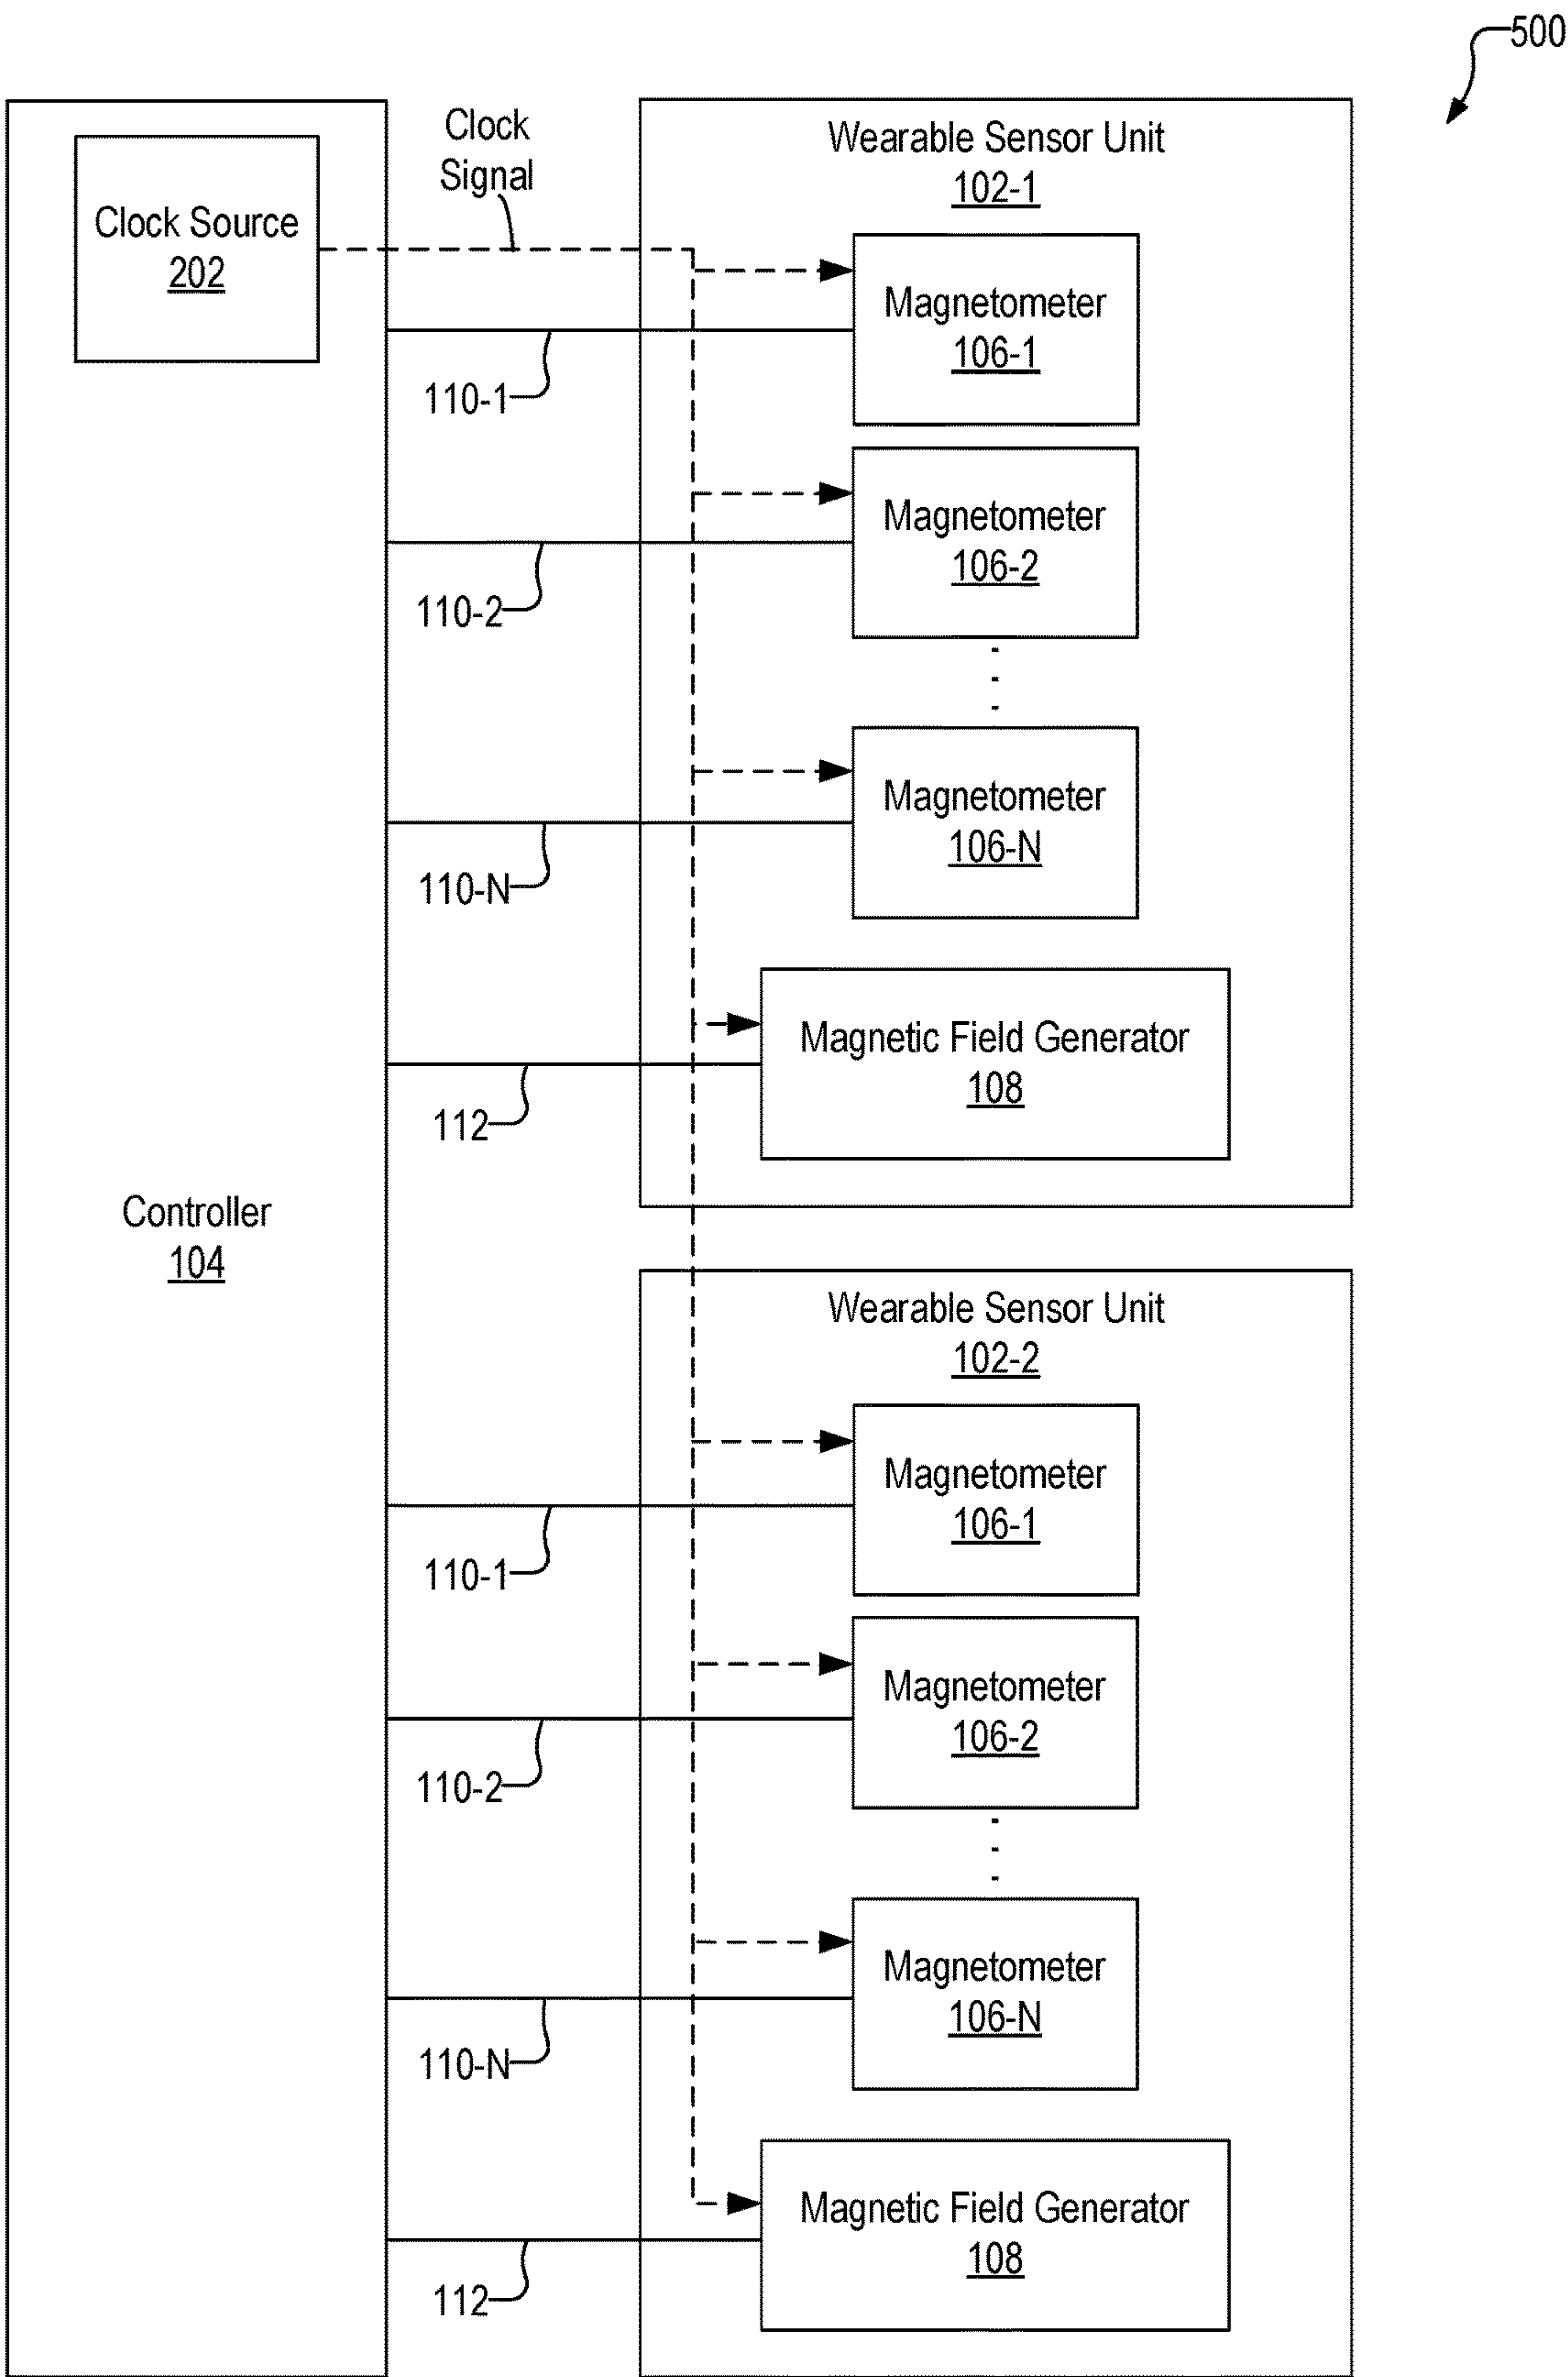 500
Clock
Signal
Clock Source
202
Wearable Sensor Unit
102-1
Magnetometer
106-1
110-1
Magnetometer
106-2
110-2
Magnetometer
106-N
110-N
Magnetic Field Generator
108
112
Controller
104
Wearable Sensor Unit
102-2
Magnetometer
106-1
110-1
Magnetometer
106-2
110-2
Magnetometer
106-N
110-N
Magnetic Field Generator
108
112